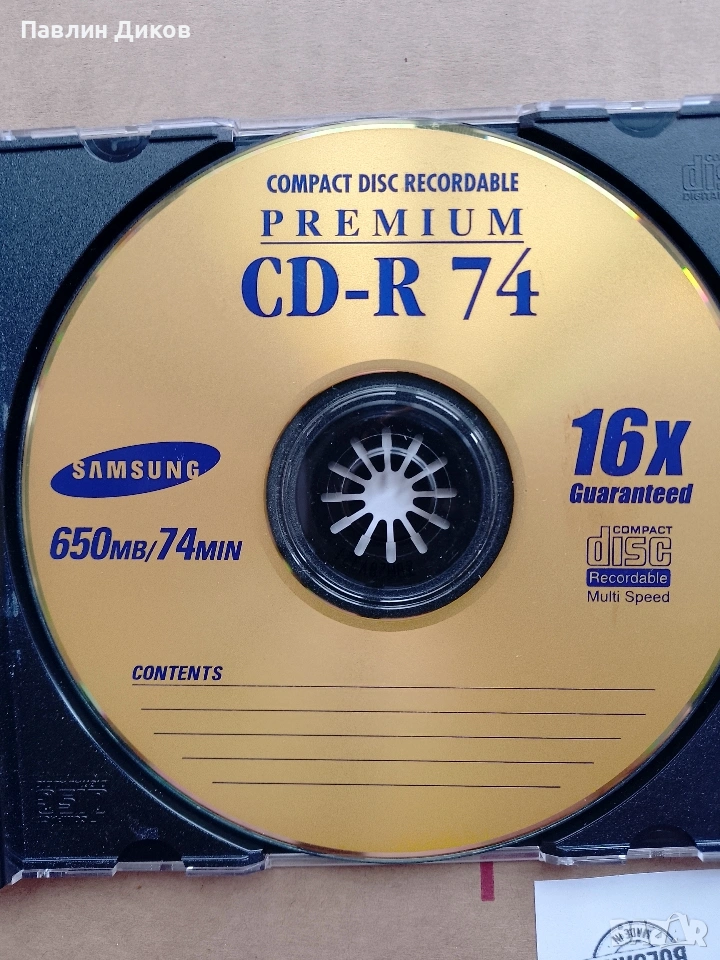 Павлин Диков
COMPACT DISC RECORDABLE
PREMIUM
CD-R 74
SAMSUNG
650MB/74MIN
16X
Guaranteed
COMPACT
disc
Recordable
Multi Speed
CONTENTS